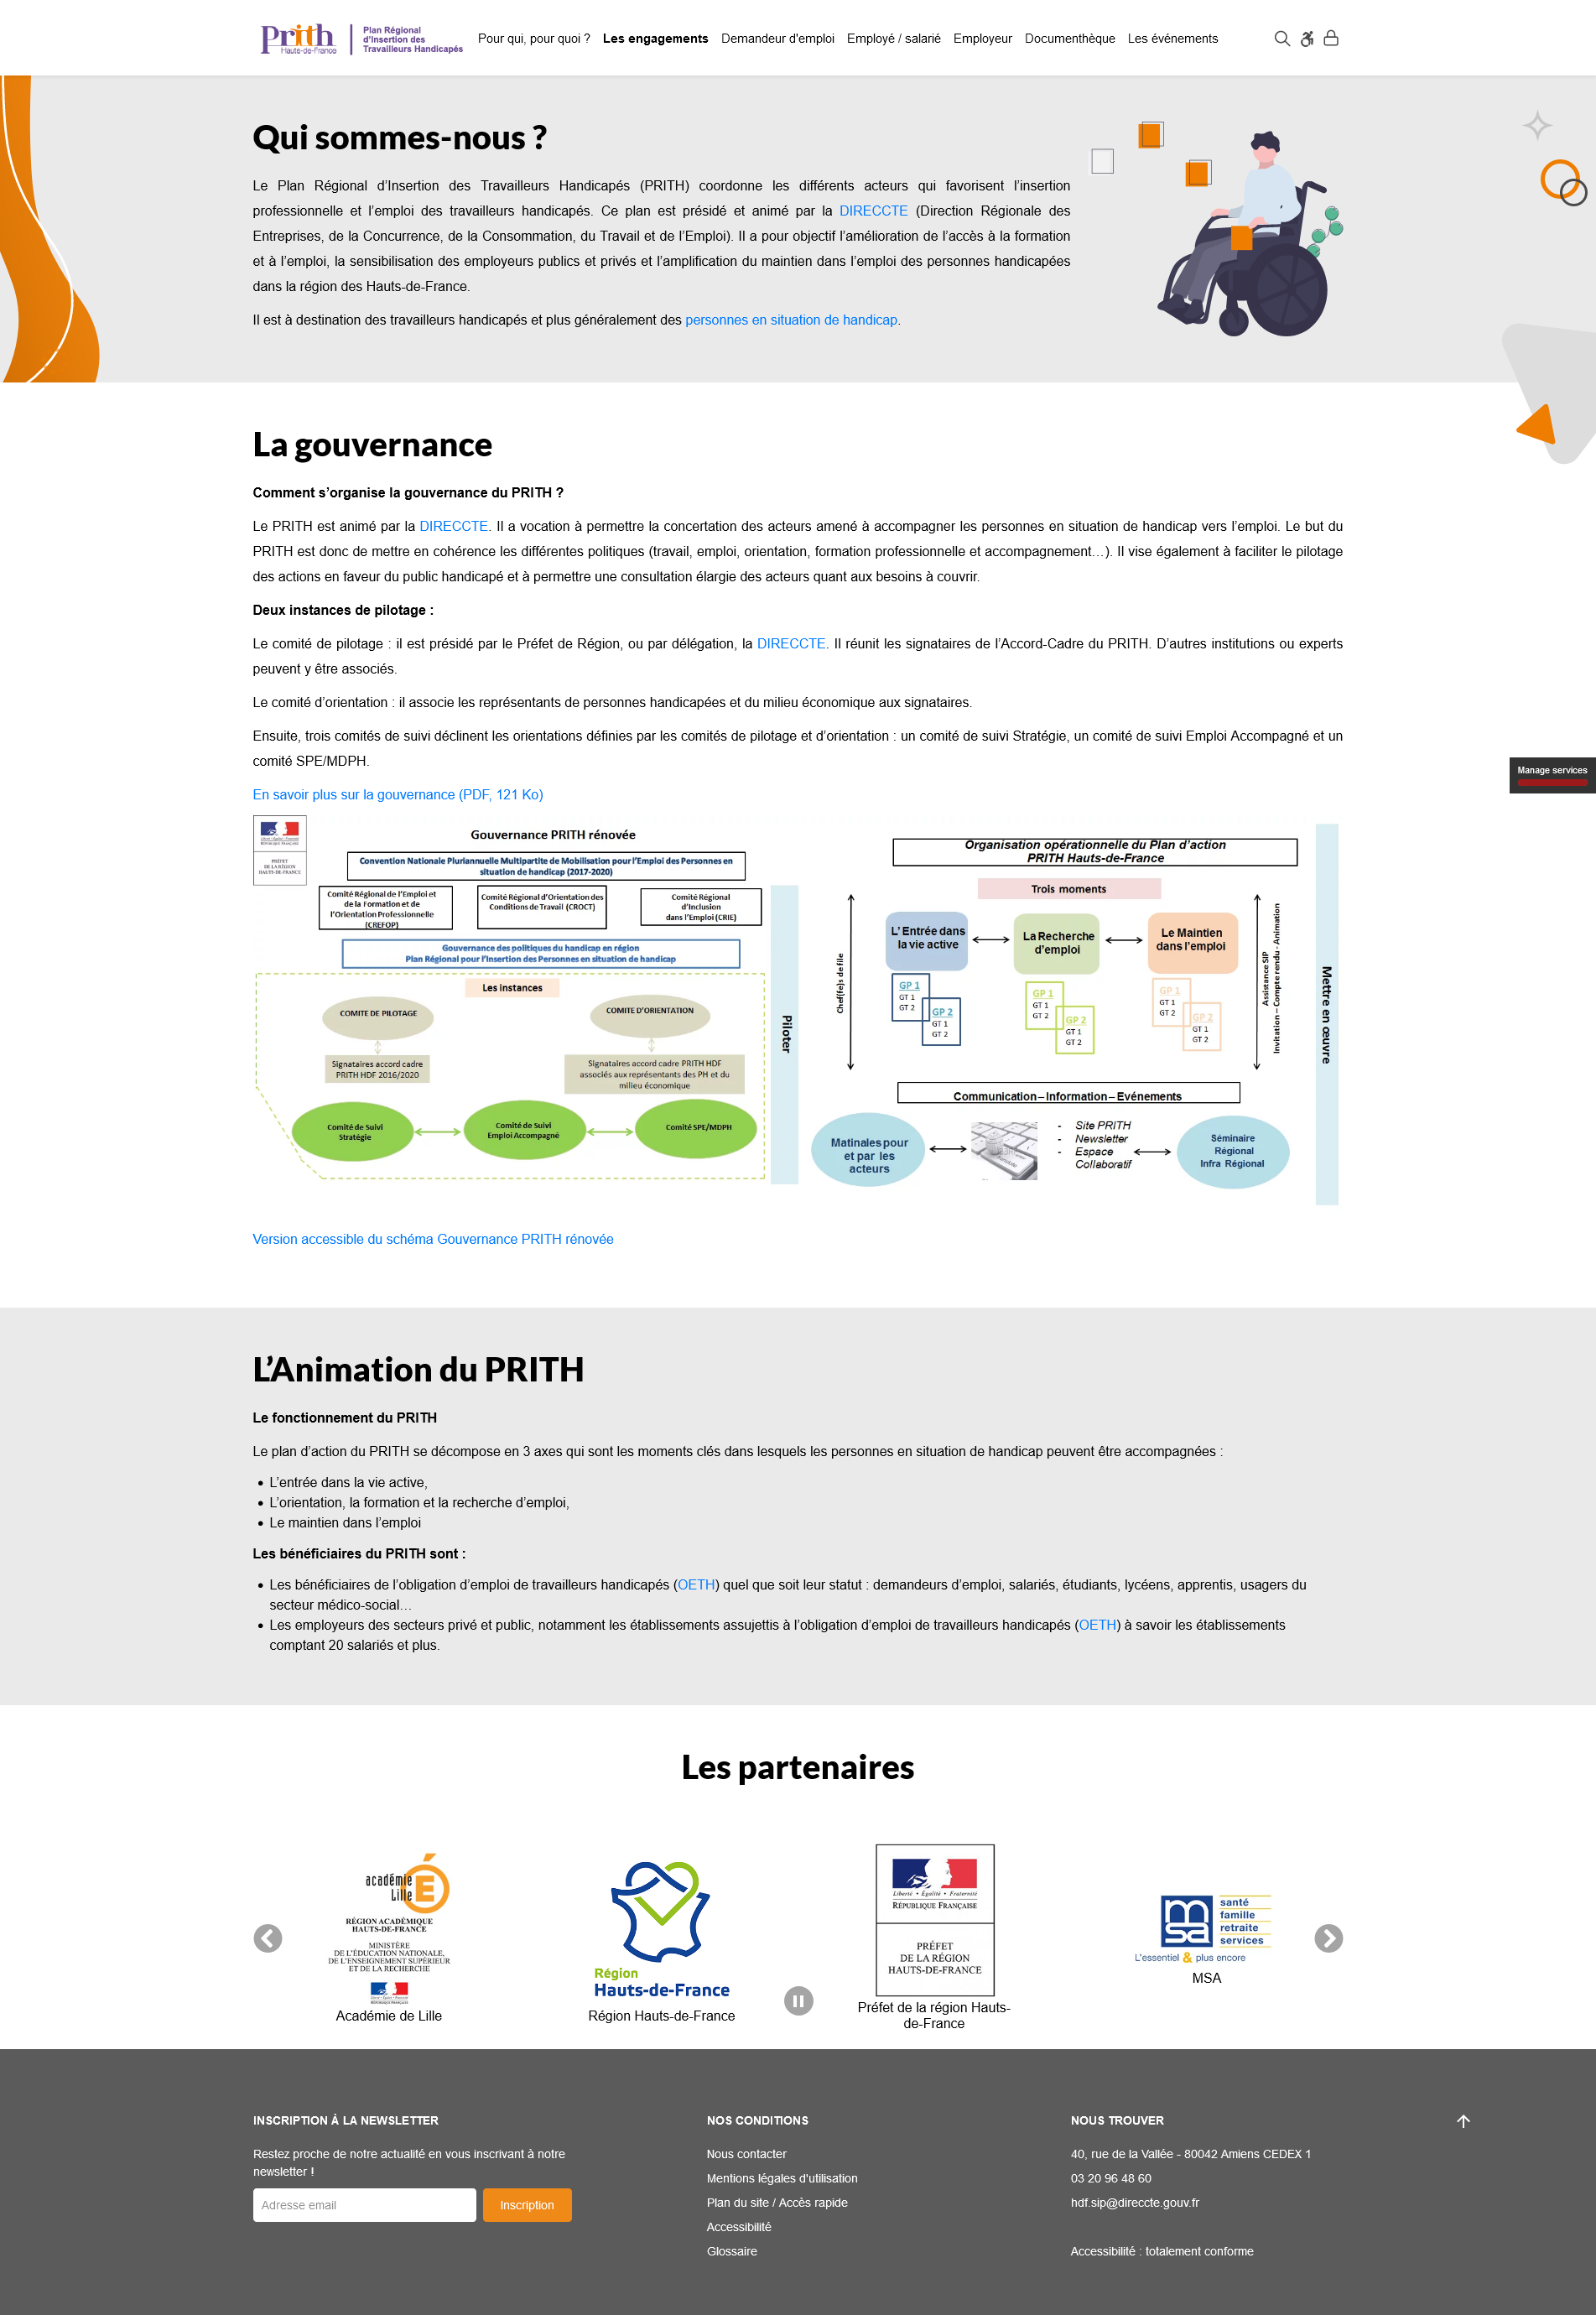 Prith
Hauts-de-France
Plan Régional
d'Insertion des
Travailleurs Handicapés
Pour qui, pour quoi ?
Les engagements
Demandeur d'emploi
Employé / salarié
Employeur
Documenthèque
Les événements
Qui sommes-nous ?
Le Plan Régional d’Insertion des Travailleurs Handicapés (PRITH) coordonne les différents acteurs qui favorisent l’insertion
professionnelle et l’emploi des travailleurs handicapés. Ce plan est présidé et animé par la DIRECCTE (Direction Régionale des
Entreprises, de la Concurrence, de la Consommation, du Travail et de l’Emploi). Il a pour objectif l’amélioration de l’accès à la formation
et à l’emploi, la sensibilisation des employeurs publics et privés et l’amplification du maintien dans l’emploi des personnes handicapées
dans la région des Hauts-de-France.
Il est à destination des travailleurs handicapés et plus généralement des personnes en situation de handicap.
La gouvernance
Comment s’organise la gouvernance du PRITH ?
Le PRITH est animé par la DIRECCTE. Il a vocation à permettre la concertation des acteurs amené à accompagner les personnes en situation de handicap vers l’emploi. Le but du
PRITH est donc de mettre en cohérence les différentes politiques (travail, emploi, orientation, formation professionnelle et accompagnement…). Il vise également à faciliter le pilotage
des actions en faveur du public handicapé et à permettre une consultation élargie des acteurs quant aux besoins à couvrir.
Deux instances de pilotage :
Le comité de pilotage : il est présidé par le Préfet de Région, ou par délégation, la DIRECCTE. Il réunit les signataires de l’Accord-Cadre du PRITH. D’autres institutions ou experts
peuvent y être associés.
Le comité d’orientation : il associe les représentants de personnes handicapées et du milieu économique aux signataires.
Ensuite, trois comités de suivi déclinent les orientations définies par les comités de pilotage et d’orientation : un comité de suivi Stratégie, un comité de suivi Emploi Accompagné et un
comité SPE/MDPH.
Manage services
En savoir plus sur la gouvernance (PDF, 121 Ko)
PRÉFET
DE LA RÉGION
HAUTS-DE-FRANCE
Gouvernance PRITH rénovée
Convention Nationale Pluriannuelle Multipartite de Mobilisation pour l'Emploi des Personnes en
situation de handicap (2017-2020)
Comité Régional de l'Emploi et
de la Formation et de
l'Orientation Professionnelle
(CREFOP)
Comité Régional d'Orientation des
Conditions de Travail (CROCT)
Comité Régional
d'Inclusion
dans l'Emploi (CRIE)
Gouvernance des politiques du handicap en région
Plan Régional pour l'Insertion des Personnes en situation de handicap
Les instances
COMITE DE PILOTAGE
COMITE D'ORIENTATION
Signataires accord cadre
PRITH HDF 2016/2020
Signataires accord cadre PRITH HDF
associés aux représentants des PH et du
milieu économique
Comité de Suivi
Stratégie
Comité de Suivi
Emploi Accompagné
Comité SPE/MDPH
Piloter
Organisation opérationnelle du Plan d'action
PRITH Hauts-de-France
Trois moments
L' Entrée dans
la vie active
La Recherche
d'emploi
Le Maintien
dans l'emploi
Chef(fe)s de file
GP 1
GT 1
GT 2
GP 2
GT 1
GT 2
GP 1
GT 1
GT 2
GP 2
GT 1
GT 2
GP 1
GT 1
GT 2
GP 2
GT 1
GT 2
Assistance SIP
Invitation – Compte rendu - Animation
Mettre en œuvre
Communication – Information – Evénements
Matinales pour
et par les
acteurs
- Site PRITH
- Newsletter
- Espace
- Collaboratif
Séminaire
Régional
Infra Régional
Version accessible du schéma Gouvernance PRITH rénovée
L’Animation du PRITH
Le fonctionnement du PRITH
Le plan d’action du PRITH se décompose en 3 axes qui sont les moments clés dans lesquels les personnes en situation de handicap peuvent être accompagnées :
• L’entrée dans la vie active,
• L’orientation, la formation et la recherche d’emploi,
• Le maintien dans l’emploi
Les bénéficiaires du PRITH sont :
• Les bénéficiaires de l’obligation d’emploi de travailleurs handicapés (OETH) quel que soit leur statut : demandeurs d’emploi, salariés, étudiants, lycéens, apprentis, usagers du
secteur médico-social…
• Les employeurs des secteurs privé et public, notamment les établissements assujettis à l’obligation d’emploi de travailleurs handicapés (OETH) à savoir les établissements
comptant 20 salariés et plus.
Les partenaires
académie
Lille
É
RÉGION ACADÉMIQUE
HAUTS-DE-FRANCE
MINISTÈRE
DE L'ÉDUCATION NATIONALE,
DE L'ENSEIGNEMENT SUPÉRIEUR
ET DE LA RECHERCHE
Académie de Lille
Région
Hauts-de-France
Région Hauts-de-France
Liberté • Égalité • Fraternité
RÉPUBLIQUE FRANÇAISE
PRÉFET
DE LA RÉGION
HAUTS-DE-FRANCE
Préfet de la région Hauts-
de-France
msa
santé
famille
retraite
services
L'essentiel & plus encore
MSA
INSCRIPTION À LA NEWSLETTER
Restez proche de notre actualité en vous inscrivant à notre
newsletter !
Adresse email
Inscription
NOS CONDITIONS
Nous contacter
Mentions légales d'utilisation
Plan du site / Accès rapide
Accessibilité
Glossaire
NOUS TROUVER
40, rue de la Vallée - 80042 Amiens CEDEX 1
03 20 96 48 60
hdf.sip@direccte.gouv.fr
Accessibilité : totalement conforme